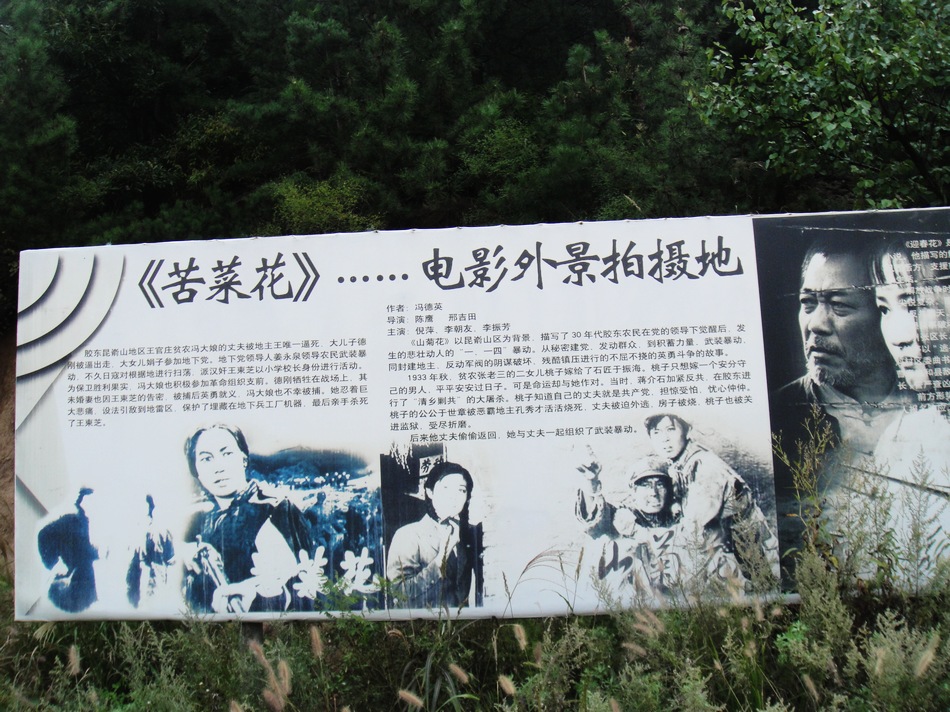 《苦菜花》……电影外景拍摄地
胶东昆嵛山地区王官庄贫农冯大娘的丈夫被地主王唯一逼死，大儿子德
刚被逼出走，大女儿娟子参加地下党。地下党领导人姜永泉领导农民武装暴
动，不久日寇对根据地进行扫荡，派汉奸王柬芝以小学校长身份进行活动。
为保卫胜利果实，冯大娘也积极参加革命组织支前。德刚牺牲在战场上，其
未婚妻也因王柬芝的告密，被捕后英勇就义，冯大娘也不幸被捕。她忍着巨
大悲痛，设法引敌到地雷区，保护了埋藏在地下兵工厂机器，最后亲手杀死
了王柬芝。
作者：冯德英
导演：陈鹰 邢吉田
主演：倪萍、李朝友、李振芳
《山菊花》以昆嵛山区为背景，描写了30年代胶东农民在党的领导下觉醒后，发
生的悲壮动人的“一、一四”暴动。从秘密建党、发动群众、到积蓄力量、武装暴动，
同封建地主、反动军阀的阴谋破坏、残酷镇压进行的不屈不挠的英勇斗争的故事。
1933年秋，贫农张老三的二女儿桃子嫁给了石匠于振海。桃子只想嫁一个安分守
己的男人，平平安安过日子。可是命运却与她作对。当时，蒋介石加紧反共，在胶东进
行了“清乡剿共”的大屠杀。桃子知道自己的丈夫就是共产党，担惊受怕，忧心忡忡。
桃子的公公于世章被恶霸地主孔秀才活活烧死，丈夫被迫外逃，房子被烧，桃子也被关
进监狱，受尽折磨。
后来他丈夫偷偷返回，她与丈夫一起组织了武装暴动。
苦菜花
山菊花
《迎春花》